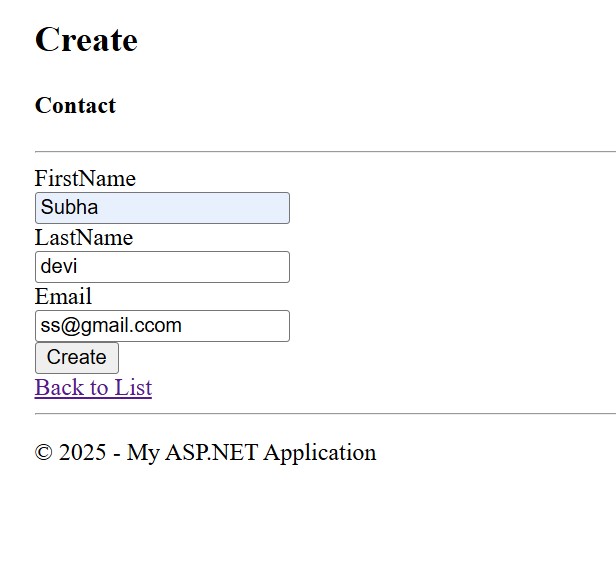 Create
Contact
FirstName
Subha
LastName
devi
Email
ss@gmail.ccom
Create
Back to List
© 2025 - My ASP.NET Application